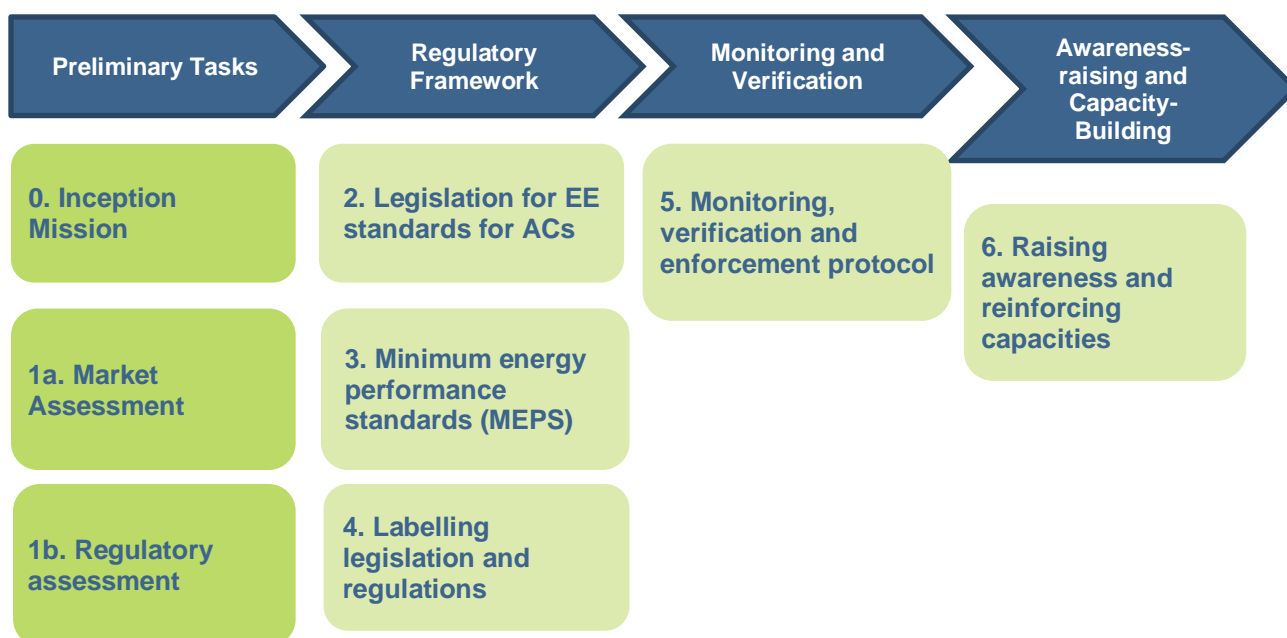 Preliminary Tasks
Regulatory
Framework
Monitoring and
Verification
Awareness-
raising and
Capacity-
Building
0. Inception
Mission
1a. Market
Assessment
1b. Regulatory
assessment
2. Legislation for EE
standards for ACs
3. Minimum energy
performance
standards (MEPS)
4. Labelling
legislation and
regulations
5. Monitoring,
verification and
enforcement protocol
6. Raising
awareness and
reinforcing
capacities